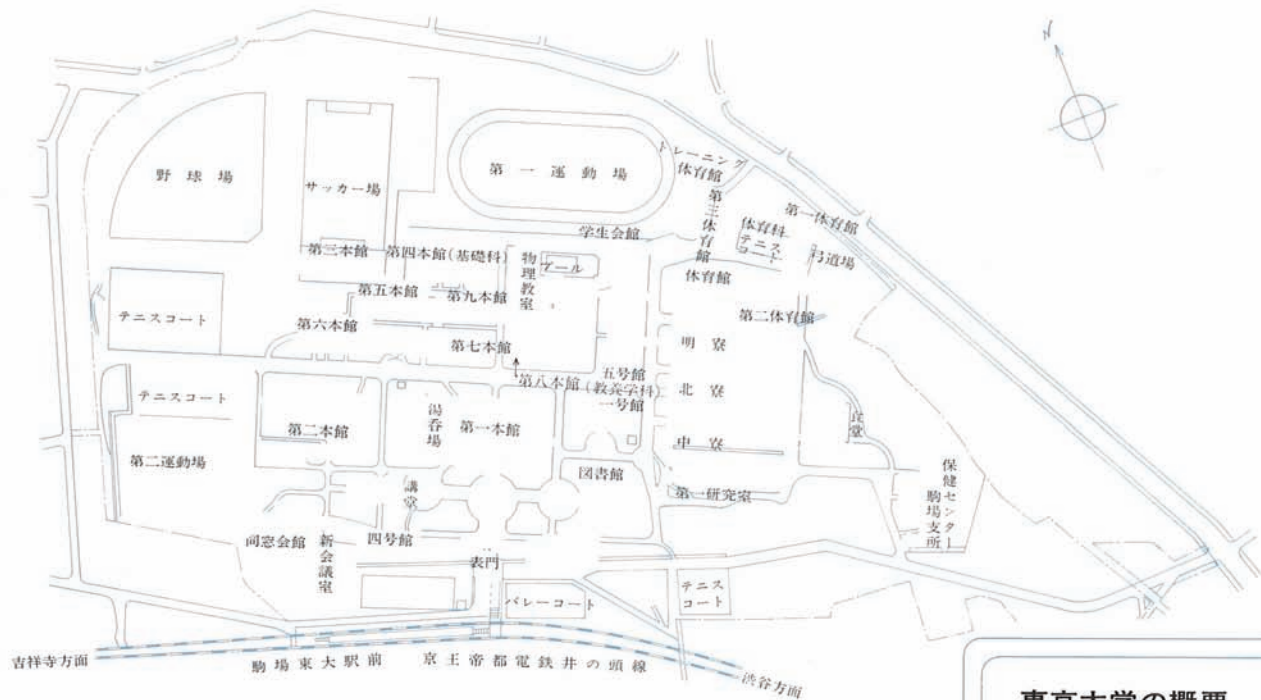 N
野球場
サッカー場
第一運動場
トレーニング
体育館
第三体育館
体育科
テニス
コート
第一体育館
弓道場
学生会館
第三本館
第四本館(基礎科)
物理教室
プール
体育館
第五本館
第九本館
テニスコート
第六本館
第二体育館
第七本館
明寮
五号館
第八本館(教養学科)
北寮
一号館
テニスコート
湯呑場
第二本館
第一本館
食堂
中寮
第二運動場
図書館
講堂
第一研究室
保健センター
駒場支所
同窓会館
新会議室
四号館
表門
テニス
コート
バレーコート
吉祥寺方面
駒場東大駅前
京王帝都電鉄井の頭線
渋谷方面
東京大学の概要